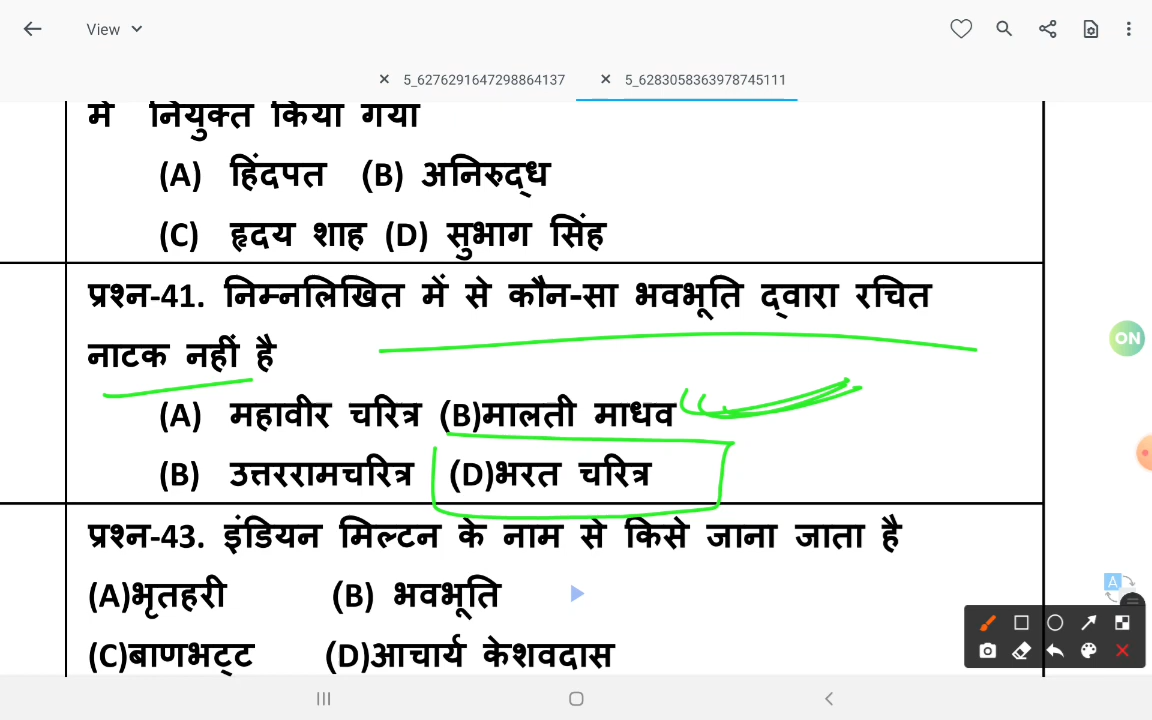 View
5_6276291647298864137
5_6283058363978745111
में नियुक्त किया गया
(A) हिंदपत (B) अनिरुद्ध
(C) हृदय शाह (D) सुभाग सिंह
प्रश्न-41. निम्नलिखित में से कौन-सा भवभूति द्वारा रचित
नाटक नहीं है
(A) महावीर चरित्र (B)मालती माधव
(B) उत्तररामचरित्र (D)भरत चरित्र
प्रश्न-43. इंडियन मिल्टन के नाम से किसे जाना जाता है
(A)भृतहरी (B) भवभूति
(C)बाणभट्ट (D)आचार्य केशवदास
ON
A